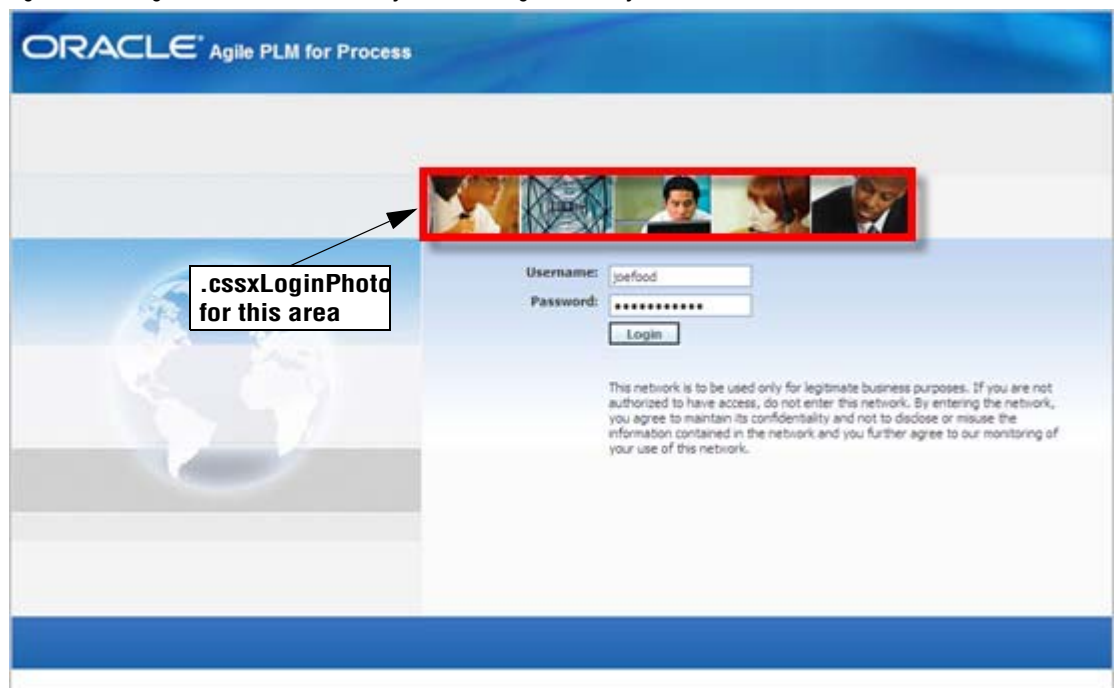 ORACLE Agile PLM for Process
.cssxLoginPhoto
for this area
Username: joefood
Password: •••••••••••
Login
This network is to be used only for legitimate business purposes. If you are not
authorized to have access, do not enter this network. By entering the network,
you agree to maintain its confidentiality and not to disclose or misuse the
information contained in the network and you further agree to our monitoring of
your use of this network.